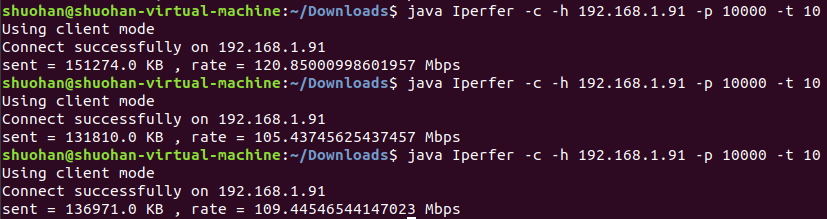 shuohan@shuohan-virtual-machine:~/Downloads$ java Iperfer -c -h 192.168.1.91 -p 10000 -t 10
Using client mode
Connect successfully on 192.168.1.91
sent = 151274.0 KB , rate = 120.85000998601957 Mbps
shuohan@shuohan-virtual-machine:~/Downloads$ java Iperfer -c -h 192.168.1.91 -p 10000 -t 10
Using client mode
Connect successfully on 192.168.1.91
sent = 131810.0 KB , rate = 105.43745625437457 Mbps
shuohan@shuohan-virtual-machine:~/Downloads$ java Iperfer -c -h 192.168.1.91 -p 10000 -t 10
Using client mode
Connect successfully on 192.168.1.91
sent = 136971.0 KB , rate = 109.44546544147023 Mbps